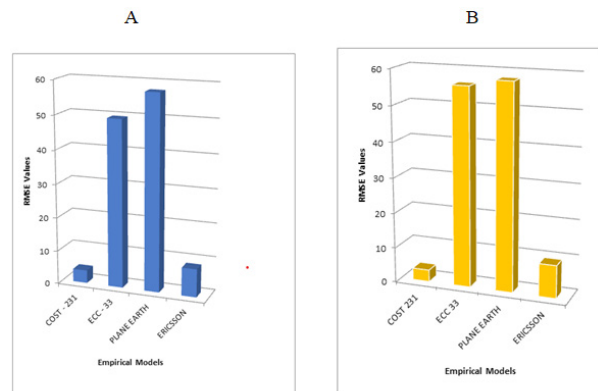 A
60
50
40
30
20
10
0
RMSE Values
COST - 231
ECC - 33
PLANE EARTH
ERICSSON
Empirical Models
B
60
50
40
30
20
10
0
RMSE Values
COST 231
ECC 33
PLANE EARTH
ERICSSON
Empirical Models